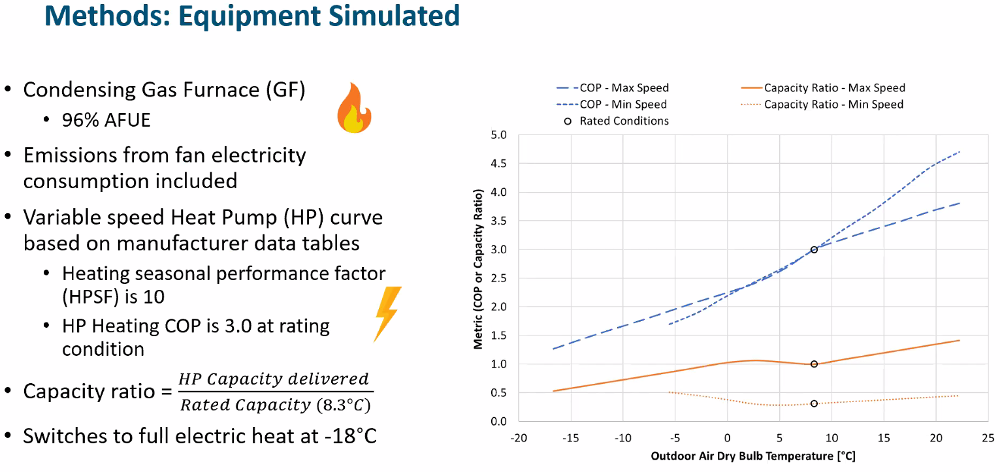 Methods: Equipment Simulated
• Condensing Gas Furnace (GF)
• 96% AFUE
• Emissions from fan electricity
consumption included
• Variable speed Heat Pump (HP) curve
based on manufacturer data tables
• Heating seasonal performance factor
(HPSF) is 10
• HP Heating COP is 3.0 at rating
condition
• Capacity ratio = HP Capacity delivered / Rated Capacity (8.3°C)
• Switches to full electric heat at -18°C
COP - Max Speed
Capacity Ratio - Max Speed
COP - Min Speed
Capacity Ratio - Min Speed
Rated Conditions
Metric (COP or Capacity Ratio)
5.0
4.5
4.0
3.5
3.0
2.5
2.0
1.5
1.0
0.5
0.0
-20 -15 -10 -5 0 5 10 15 20 25
Outdoor Air Dry Bulb Temperature [°C]